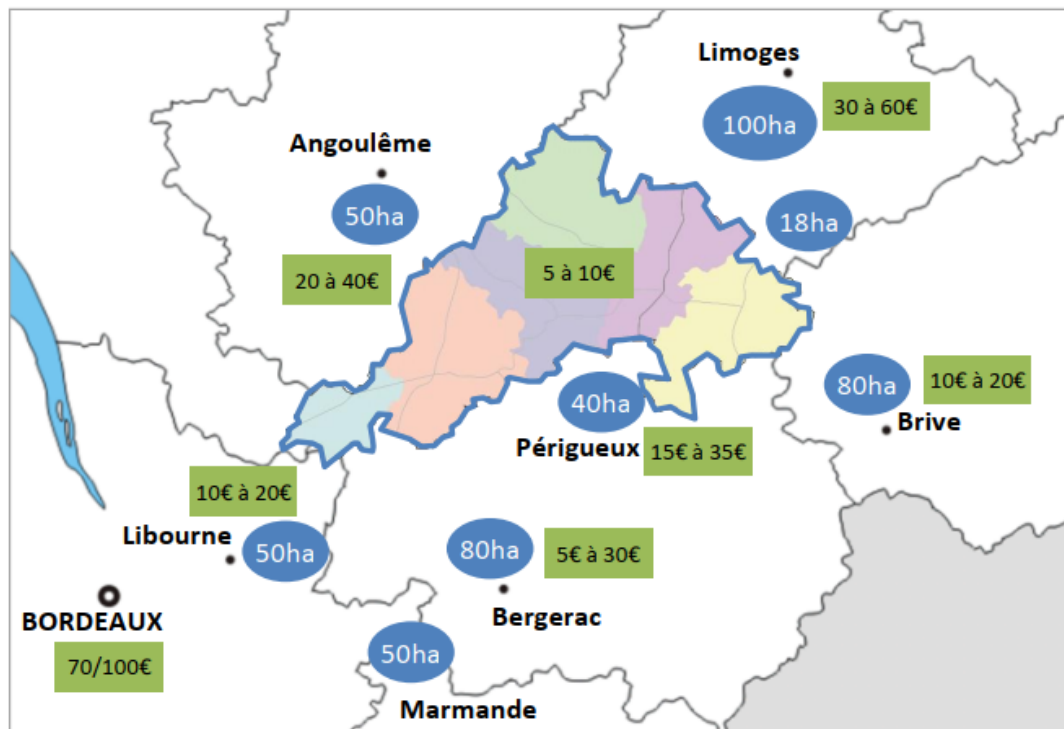 Limoges
100ha
30 à 60€
Angoulême
50ha
18ha
20 à 40€
5 à 10€
80ha
10€ à 20€
Brive
40ha
Périgueux
15€ à 35€
10€ à 20€
Libourne
50ha
80ha
5€ à 30€
Bergerac
BORDEAUX
70/100€
50ha
Marmande